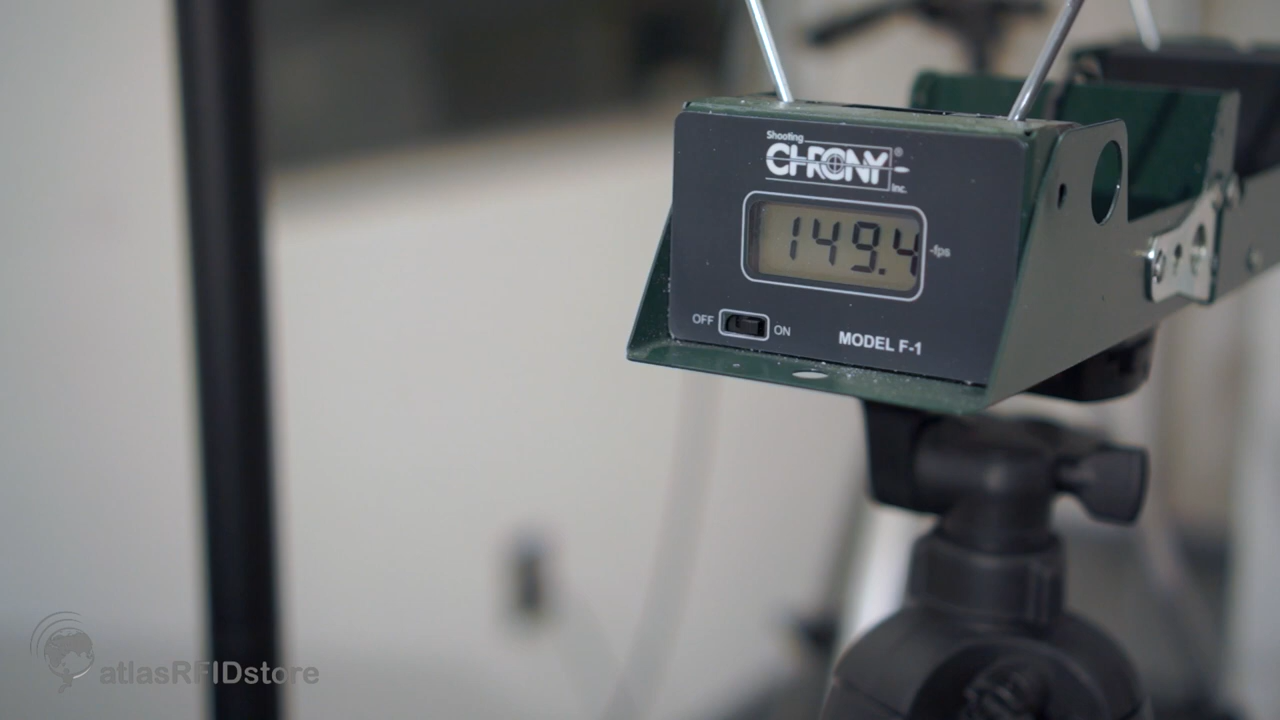 Shooting
CHRONY®
Inc.
149.4
-fps
OFF
ON
MODEL F-1
atlasRFIDstore